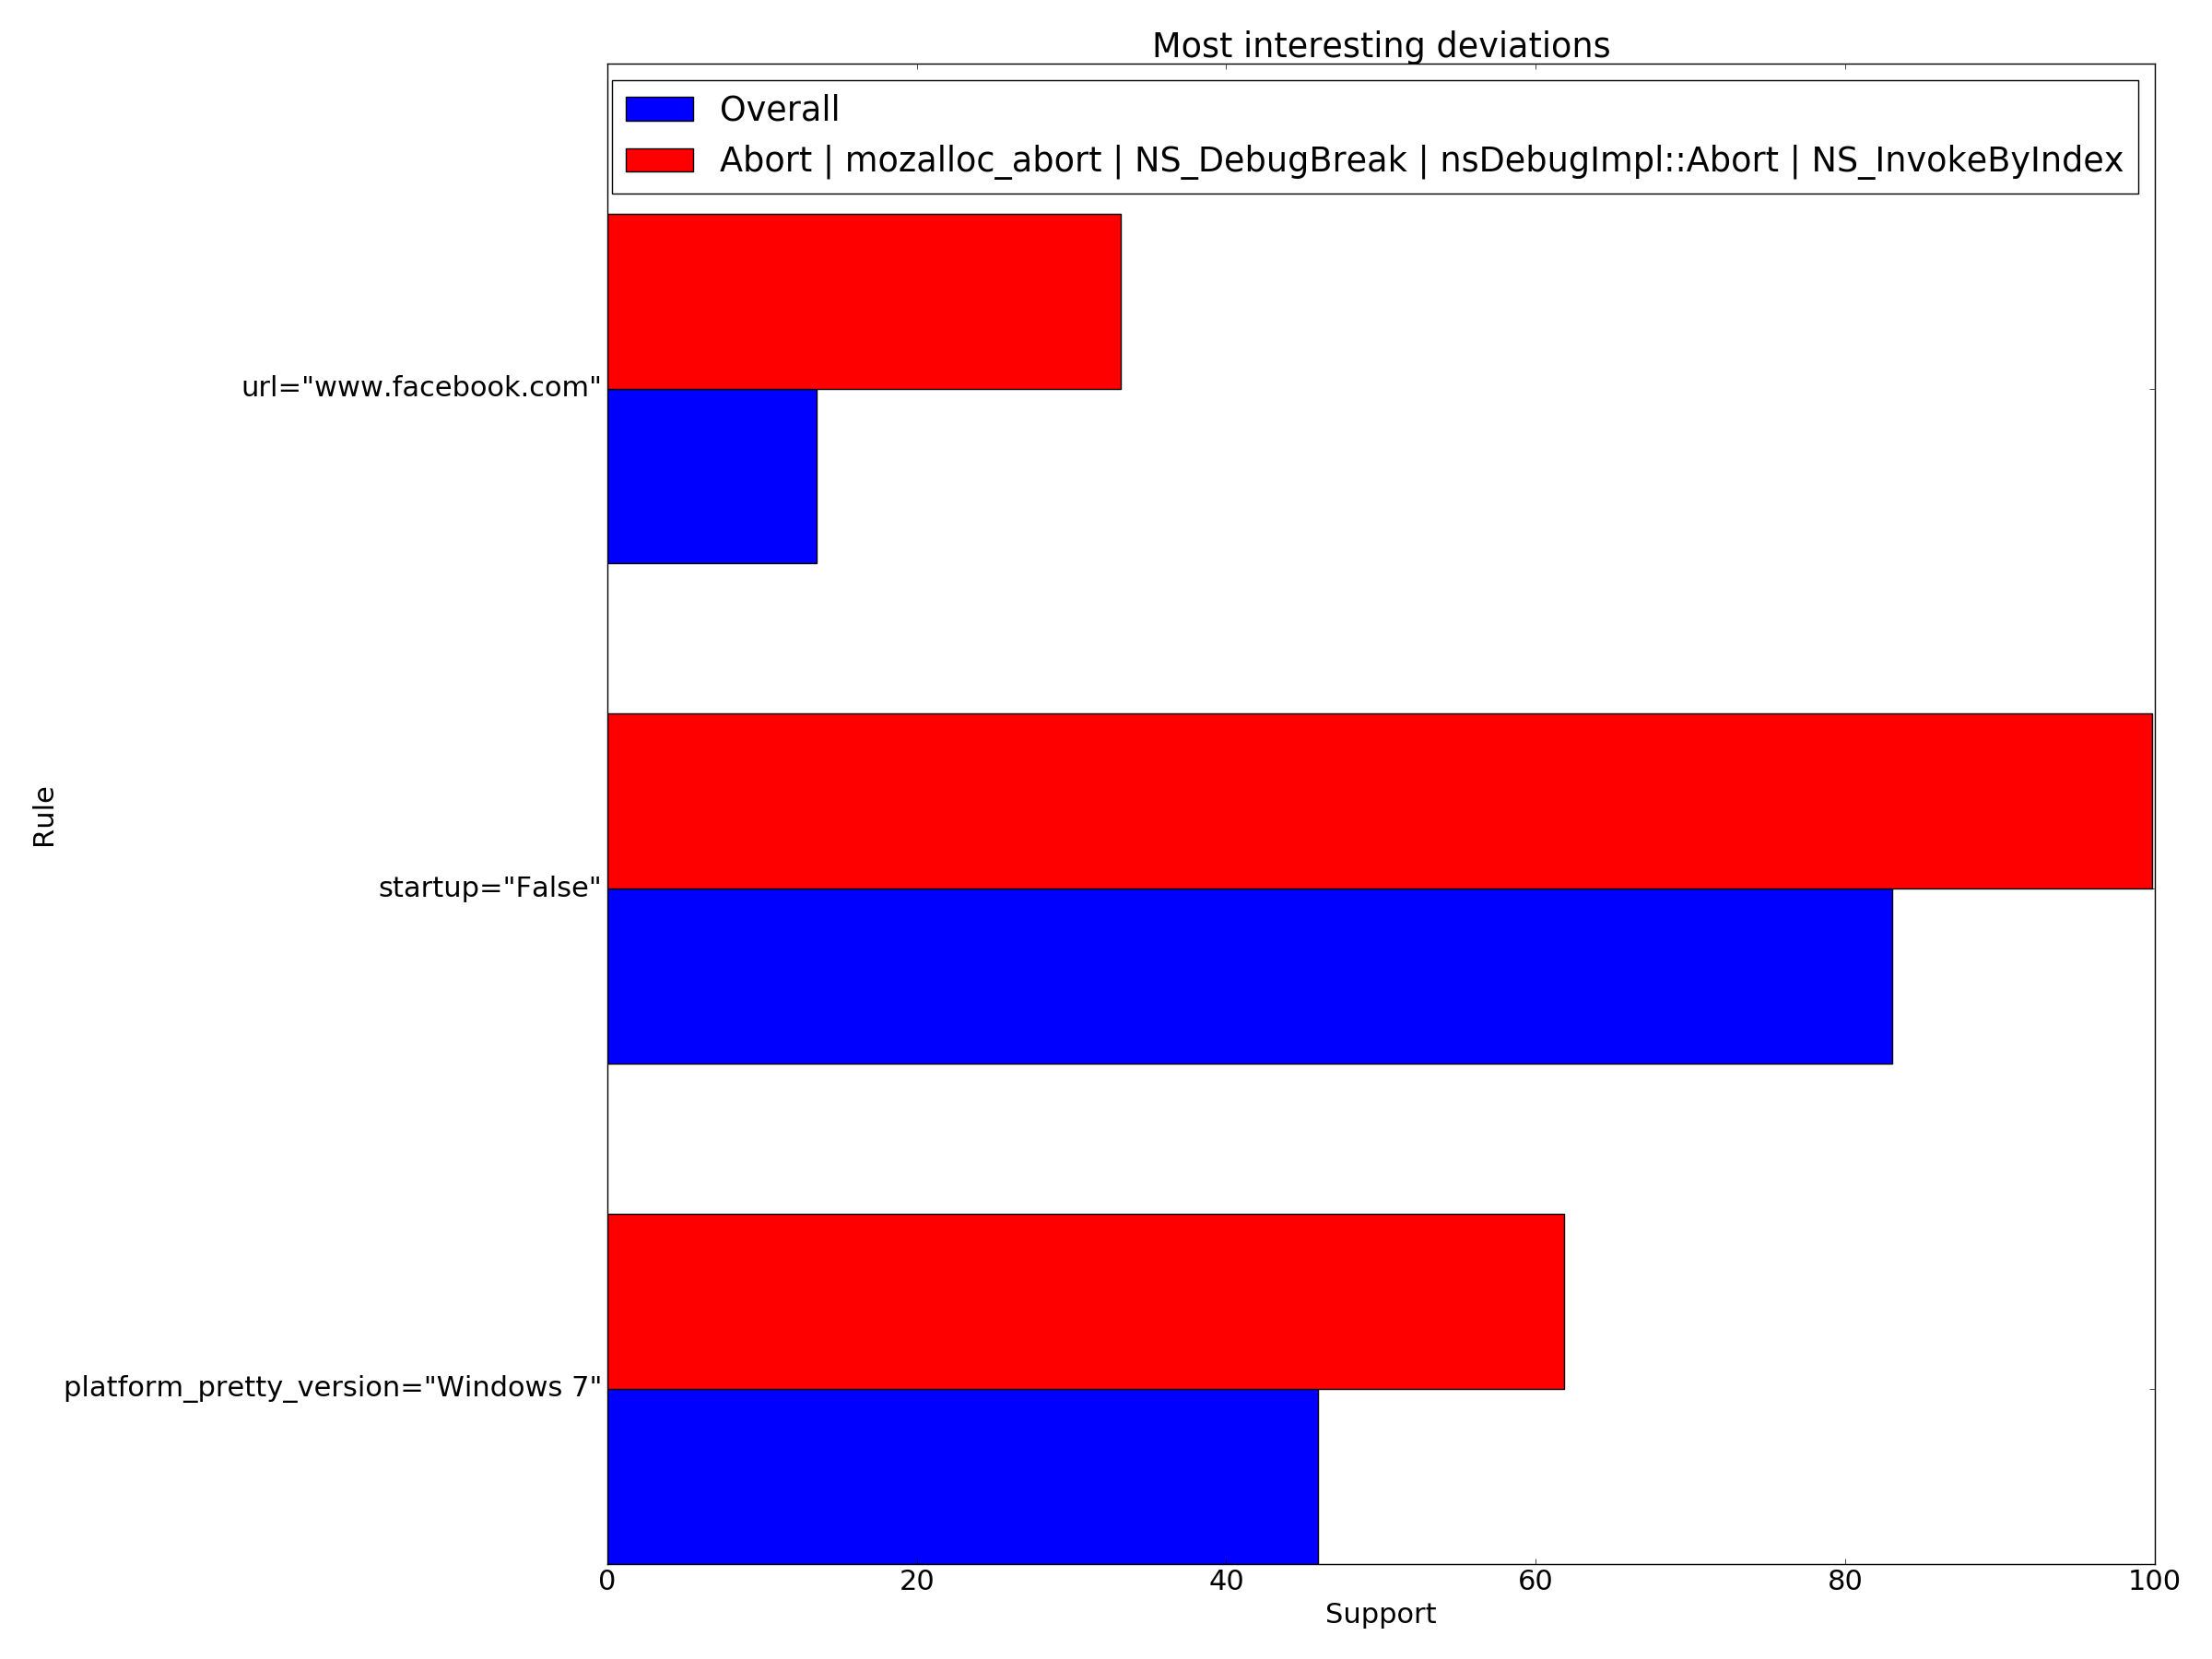 Most interesting deviations
Overall
Abort | mozalloc_abort | NS_DebugBreak | nsDebugImpl::Abort | NS_InvokeByIndex
url="www.facebook.com"
startup="False"
platform_pretty_version="Windows 7"
Rule
0 20 40 60 80 100
Support